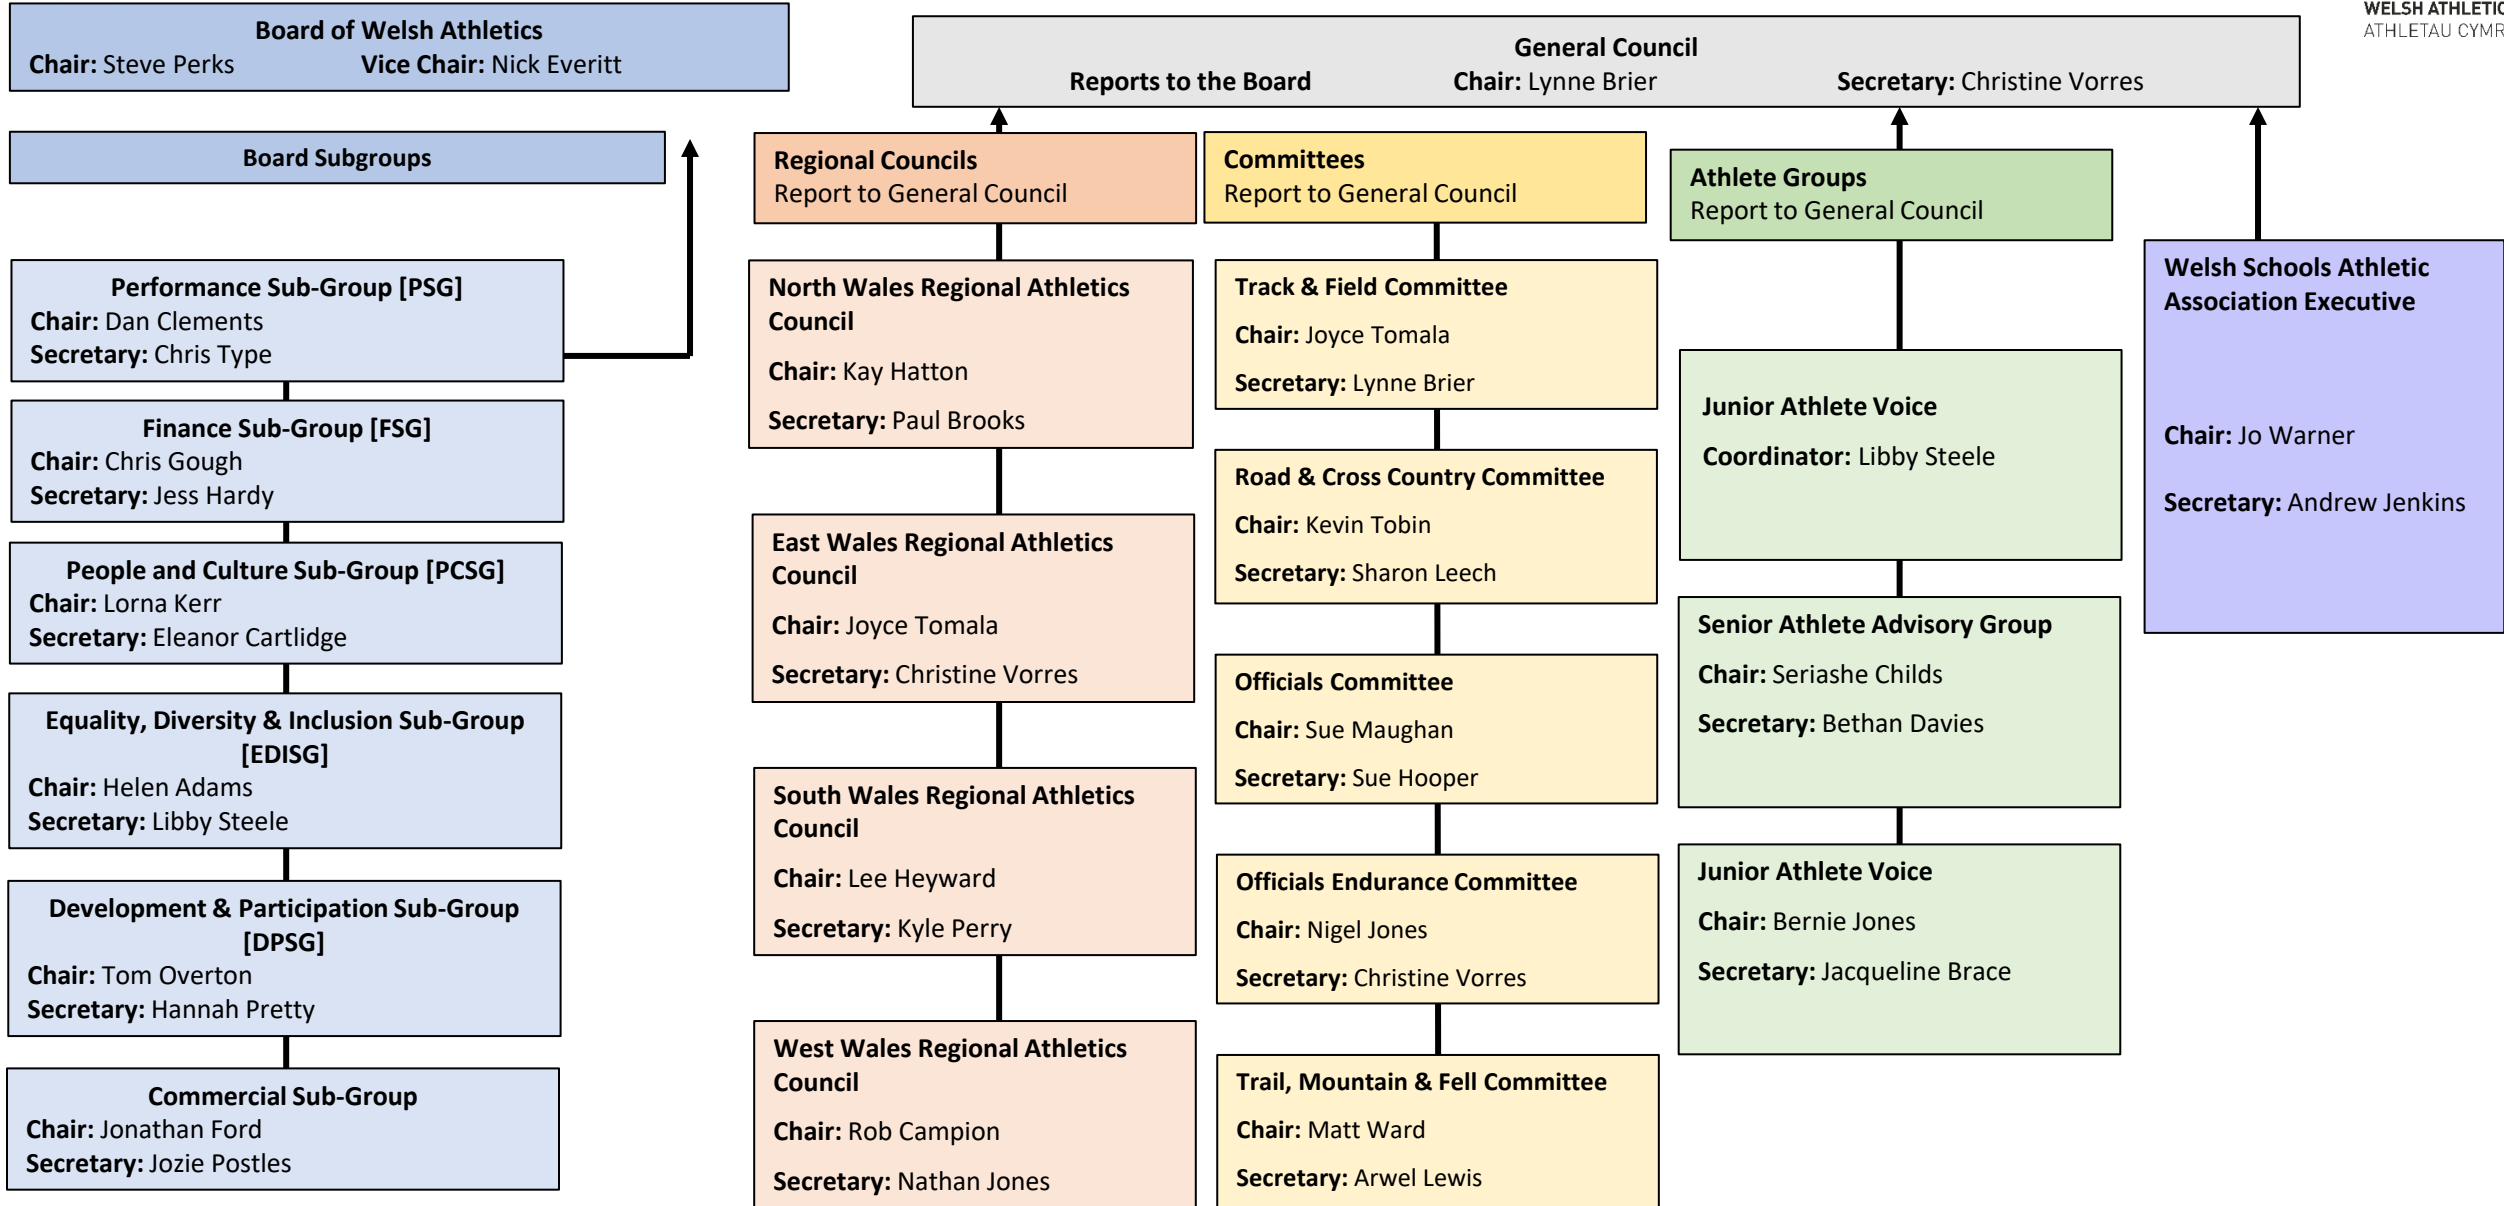 WELSH ATHLETIC
ATHLETAU CYMR
Board of Welsh Athletics
Chair: Steve Perks Vice Chair: Nick Everitt
General Council
Reports to the Board Chair: Lynne Brier Secretary: Christine Vorres
Board Subgroups
Performance Sub-Group [PSG]
Chair: Dan Clements
Secretary: Chris Type
Finance Sub-Group [FSG]
Chair: Chris Gough
Secretary: Jess Hardy
People and Culture Sub-Group [PCSG]
Chair: Lorna Kerr
Secretary: Eleanor Cartlidge
Equality, Diversity & Inclusion Sub-Group
[EDISG]
Chair: Helen Adams
Secretary: Libby Steele
Development & Participation Sub-Group
[DPSG]
Chair: Tom Overton
Secretary: Hannah Pretty
Commercial Sub-Group
Chair: Jonathan Ford
Secretary: Jozie Postles
Regional Councils
Report to General Council
North Wales Regional Athletics
Council
Chair: Kay Hatton
Secretary: Paul Brooks
East Wales Regional Athletics
Council
Chair: Joyce Tomala
Secretary: Christine Vorres
South Wales Regional Athletics
Council
Chair: Lee Heyward
Secretary: Kyle Perry
West Wales Regional Athletics
Council
Chair: Rob Campion
Secretary: Nathan Jones
Committees
Report to General Council
Track & Field Committee
Chair: Joyce Tomala
Secretary: Lynne Brier
Road & Cross Country Committee
Chair: Kevin Tobin
Secretary: Sharon Leech
Officials Committee
Chair: Sue Maughan
Secretary: Sue Hooper
Officials Endurance Committee
Chair: Nigel Jones
Secretary: Christine Vorres
Trail, Mountain & Fell Committee
Chair: Matt Ward
Secretary: Arwel Lewis
Athlete Groups
Report to General Council
Junior Athlete Voice
Coordinator: Libby Steele
Senior Athlete Advisory Group
Chair: Seriashe Childs
Secretary: Bethan Davies
Junior Athlete Voice
Chair: Bernie Jones
Secretary: Jacqueline Brace
Welsh Schools Athletic
Association Executive
Chair: Jo Warner
Secretary: Andrew Jenkins